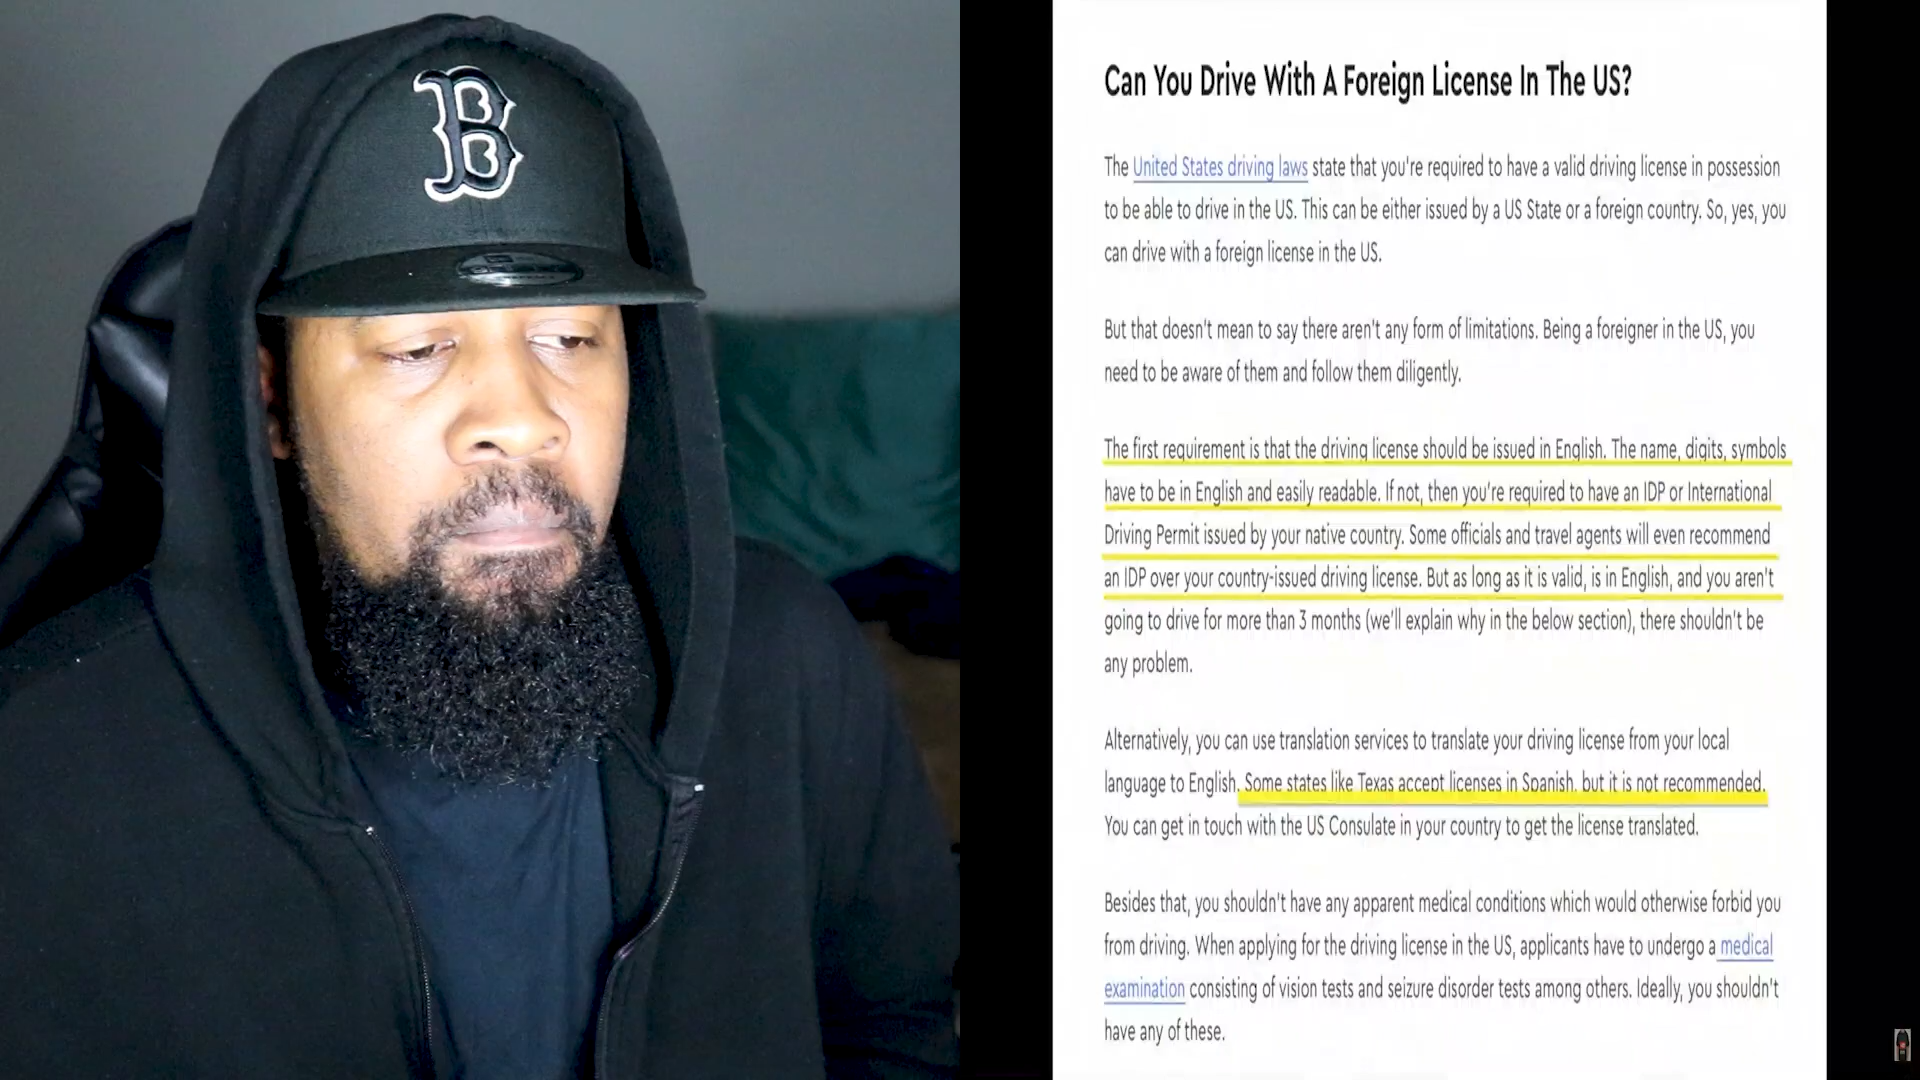 B
Can You Drive With A Foreign License In The US?
The United States driving laws state that you're required to have a valid driving license in possession
to be able to drive in the US. This can be either issued by a US State or a foreign country. So, yes, you
can drive with a foreign license in the US.
But that doesn't mean to say there aren't any form of limitations. Being a foreigner in the US, you
need to be aware of them and follow them diligently.
The first requirement is that the driving license should be issued in English. The name, digits, symbols
have to be in English and easily readable. If not, then you're required to have an IDP or International
Driving Permit issued by your native country. Some officials and travel agents will even recommend
an IDP over your country-issued driving license. But as long as it is valid, is in English, and you aren't
going to drive for more than 3 months (we'll explain why in the below section), there shouldn't be
any problem.
Alternatively, you can use translation services to translate your driving license from your local
language to English. Some states like Texas accept licenses in Spanish, but it is not recommended.
You can get in touch with the US Consulate in your country to get the license translated.
Besides that, you shouldn't have any apparent medical conditions which would otherwise forbid you
from driving. When applying for the driving license in the US, applicants have to undergo a medical
examination consisting of vision tests and seizure disorder tests among others. Ideally, you shouldn't
have any of these.